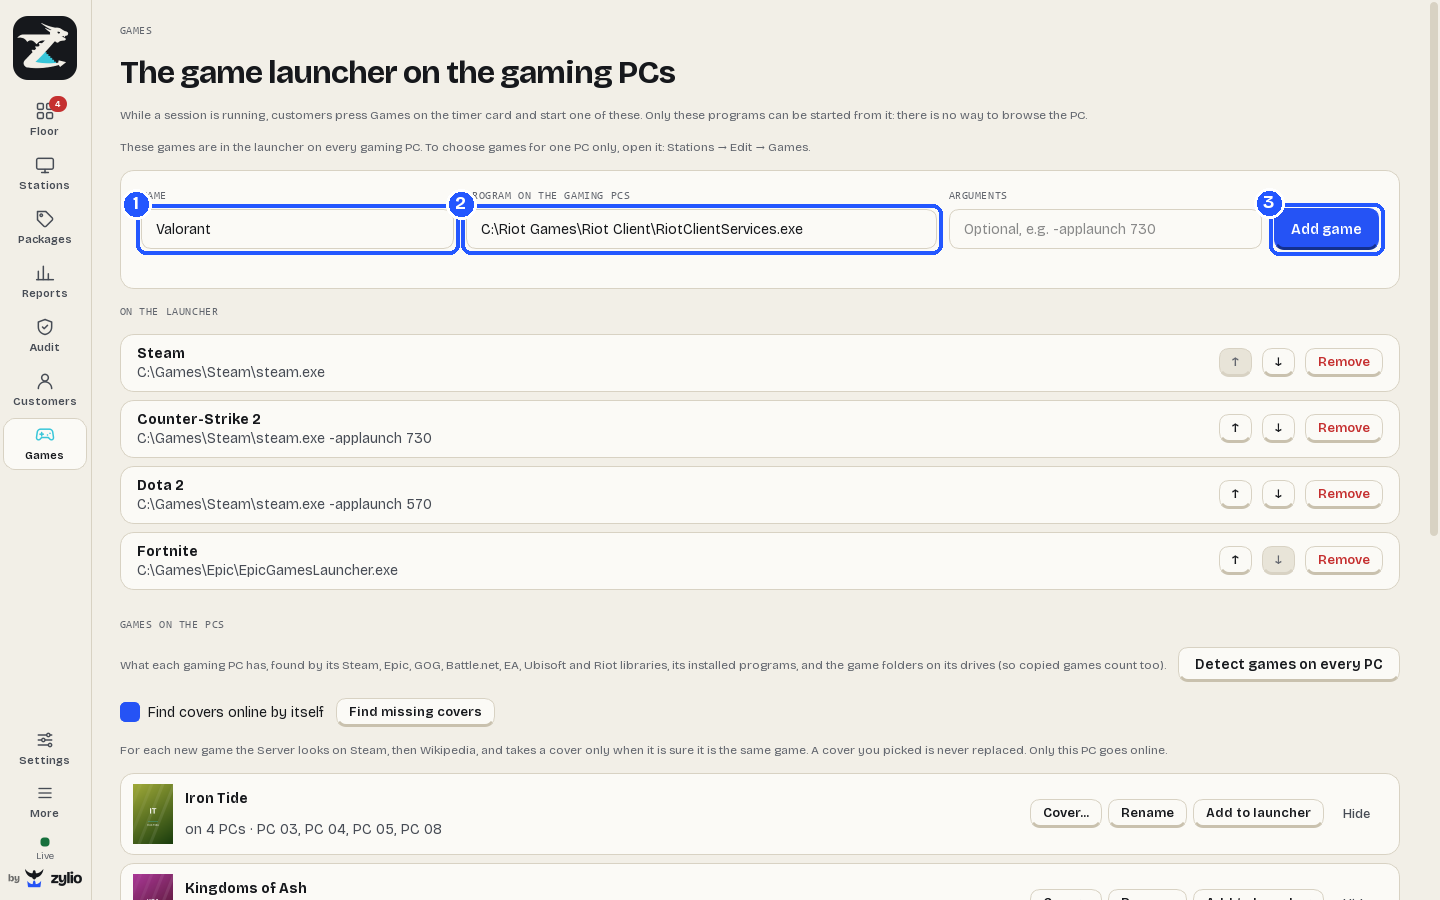 GAMES
The game launcher on the gaming PCs
While a session is running, customers press Games on the timer card and start one of these. Only these programs can be started from it: there is no way to browse the PC.
These games are in the launcher on every gaming PC. To choose games for one PC only, open it: Stations → Edit → Games.
1
AME
2
ROGRAM ON THE GAMING PCS
ARGUMENTS
3
Valorant
C:\Riot Games\Riot Client\RiotClientServices.exe
Optional, e.g. -applaunch 730
Add game
ON THE LAUNCHER
Steam
C:\Games\Steam\steam.exe
↑
↓
Remove
Counter-Strike 2
C:\Games\Steam\steam.exe -applaunch 730
↑
↓
Remove
Dota 2
C:\Games\Steam\steam.exe -applaunch 570
↑
↓
Remove
Fortnite
C:\Games\Epic\EpicGamesLauncher.exe
↑
↓
Remove
GAMES ON THE PCS
What each gaming PC has, found by its Steam, Epic, GOG, Battle.net, EA, Ubisoft and Riot libraries, its installed programs, and the game folders on its drives (so copied games count too).
Detect games on every PC
Find covers online by itself
Find missing covers
For each new game the Server looks on Steam, then Wikipedia, and takes a cover only when it is sure it is the same game. A cover you picked is never replaced. Only this PC goes online.
IT
Iron Tide
on 4 PCs · PC 03, PC 04, PC 05, PC 08
Cover...
Rename
Add to launcher
Hide
Kingdoms of Ash
4
Floor
Stations
Packages
Reports
Audit
Customers
Games
Settings
More
Live
by zylio